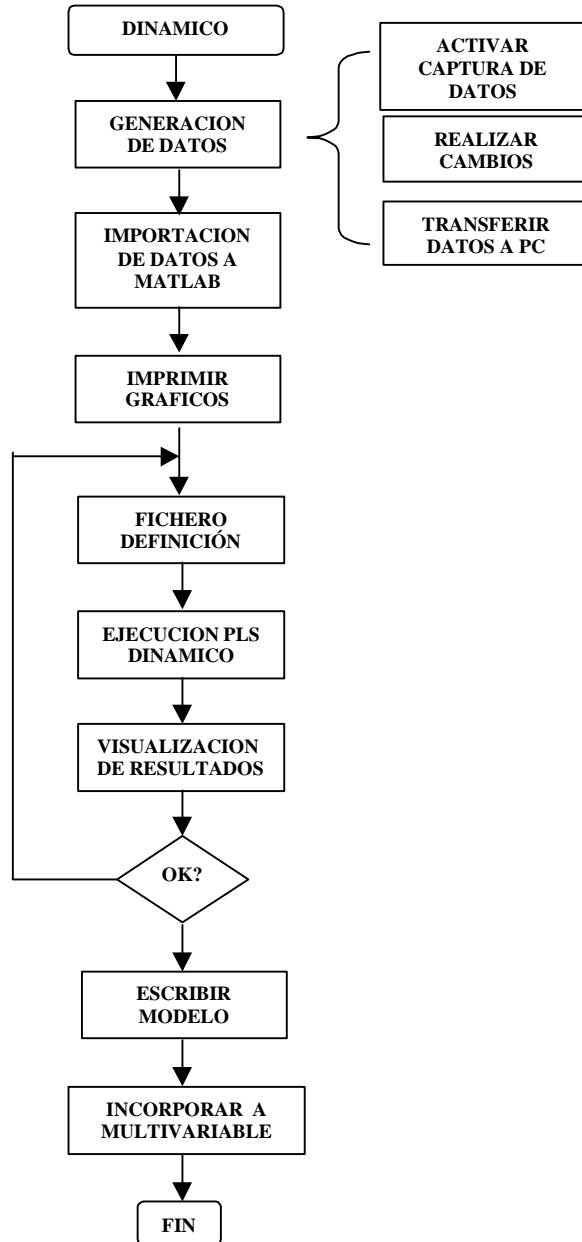 DINAMICO
GENERACION
DE DATOS
ACTIVAR
CAPTURA DE
DATOS
REALIZAR
CAMBIOS
TRANSFERIR
DATOS A PC
IMPORTACION
DE DATOS A
MATLAB
IMPRIMIR
GRAFICOS
FICHERO
DEFINICIÓN
EJECUCION PLS
DINAMICO
VISUALIZACION
DE RESULTADOS
OK?
ESCRIBIR
MODELO
INCORPORAR A
MULTIVARIABLE
FIN